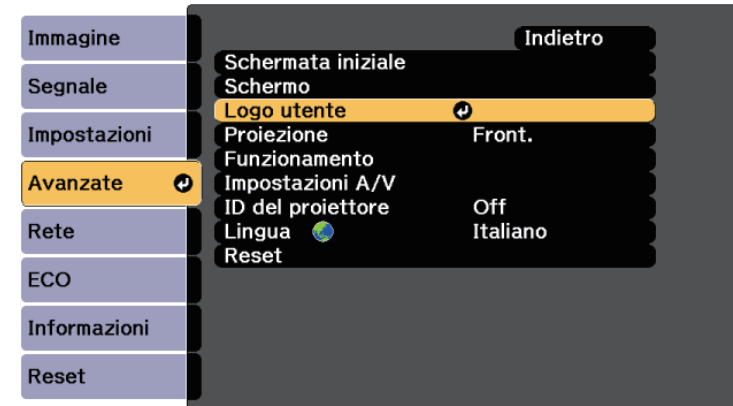 Immagine
Segnale
Impostazioni
Avanzate
Rete
ECO
Informazioni
Reset
Indietro
Schermata iniziale
Schermo
Logo utente
Proiezione Front.
Funzionamento
Impostazioni A/V
ID del proiettore Off
Lingua Italiano
Reset